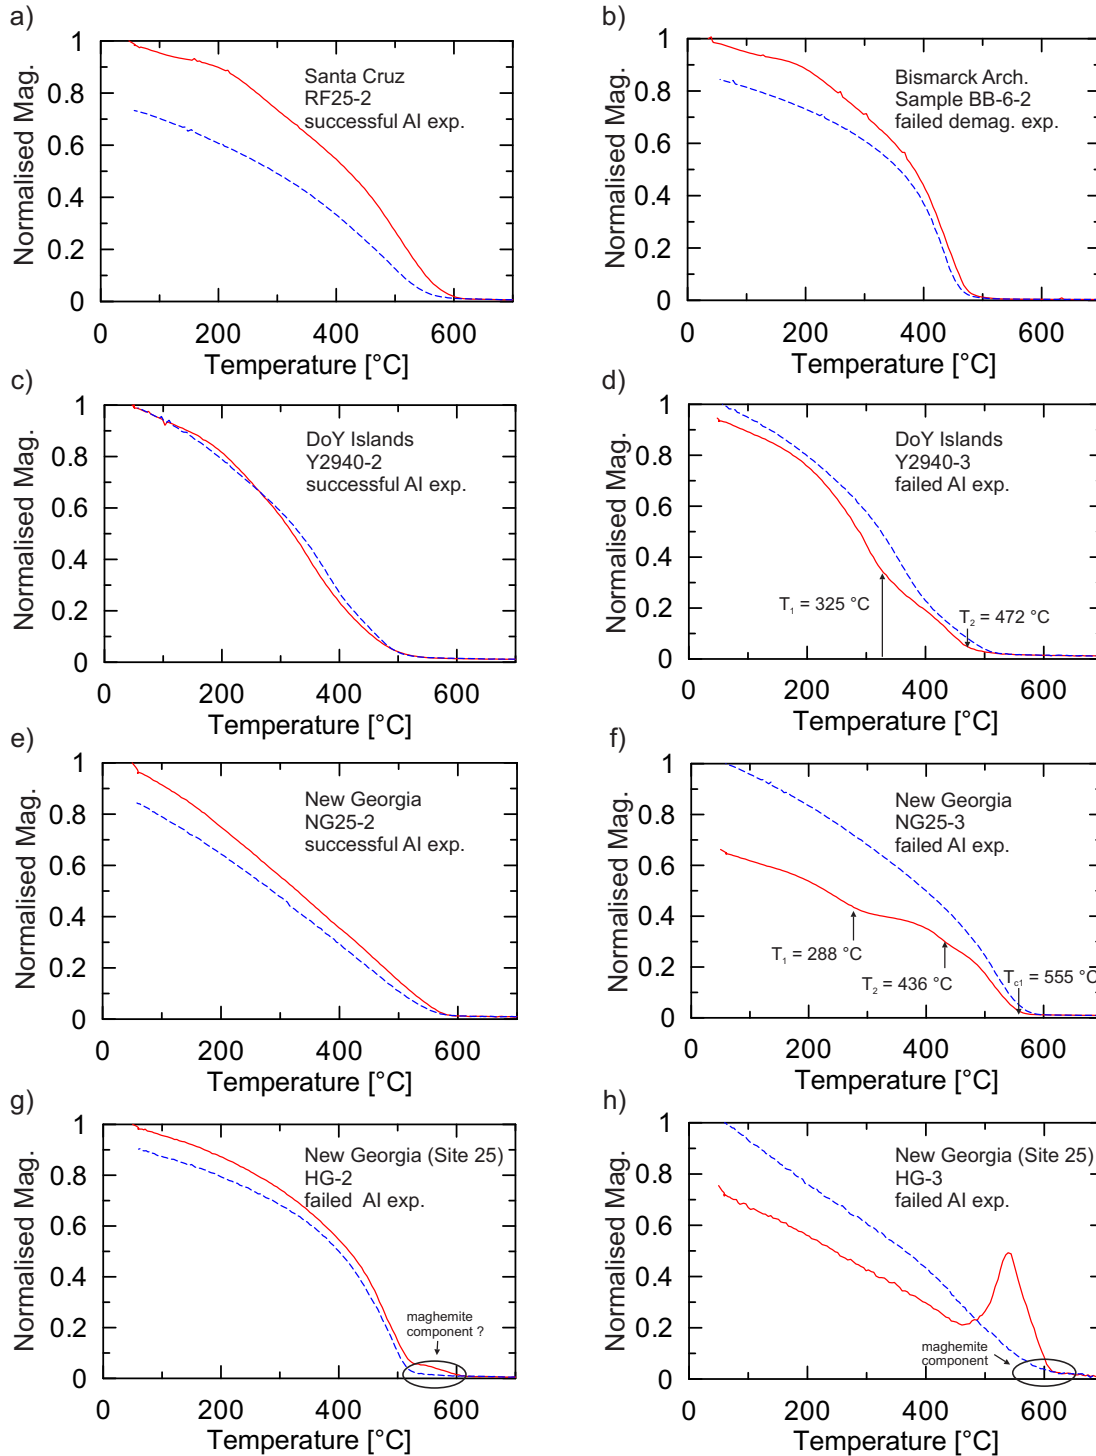 a)
Normalised Mag.
1
0.8
0.6
0.4
0.2
0
Santa Cruz
RF25-2
successful AI exp.
0 200 400 600
Temperature [°C]
b)
Normalised Mag.
1
0.8
0.6
0.4
0.2
0
Bismarck Arch.
Sample BB-6-2
failed demag. exp.
0 200 400 600
Temperature [°C]
c)
Normalised Mag.
1
0.8
0.6
0.4
0.2
0
DoY Islands
Y2940-2
successful AI exp.
0 200 400 600
Temperature [°C]
d)
Normalised Mag.
1
0.8
0.6
0.4
0.2
0
DoY Islands
Y2940-3
failed AI exp.
T1 = 325 °C
T2 = 472 °C
0 200 400 600
Temperature [°C]
e)
Normalised Mag.
1
0.8
0.6
0.4
0.2
0
New Georgia
NG25-2
successful AI exp.
0 200 400 600
Temperature [°C]
f)
Normalised Mag.
1
0.8
0.6
0.4
0.2
0
New Georgia
NG25-3
failed AI exp.
T1 = 288 °C
T2 = 436 °C
Tc1 = 555 °C
0 200 400 600
Temperature [°C]
g)
Normalised Mag.
1
0.8
0.6
0.4
0.2
0
New Georgia (Site 25)
HG-2
failed AI exp.
maghemite
component ?
0 200 400 600
Temperature [°C]
h)
Normalised Mag.
1
0.8
0.6
0.4
0.2
0
New Georgia (Site 25)
HG-3
failed AI exp.
maghemite
component
0 200 400 600
Temperature [°C]